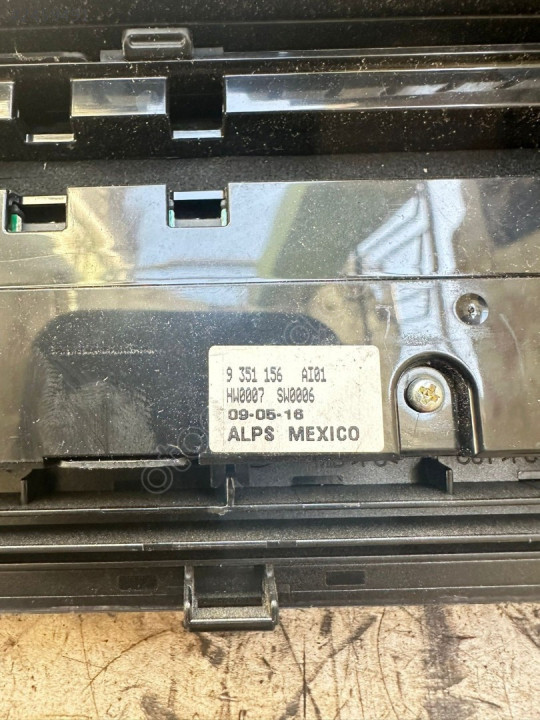 9 351 156 AI01
HW0007 SW0006
09-05-16
ALPS MEXICO